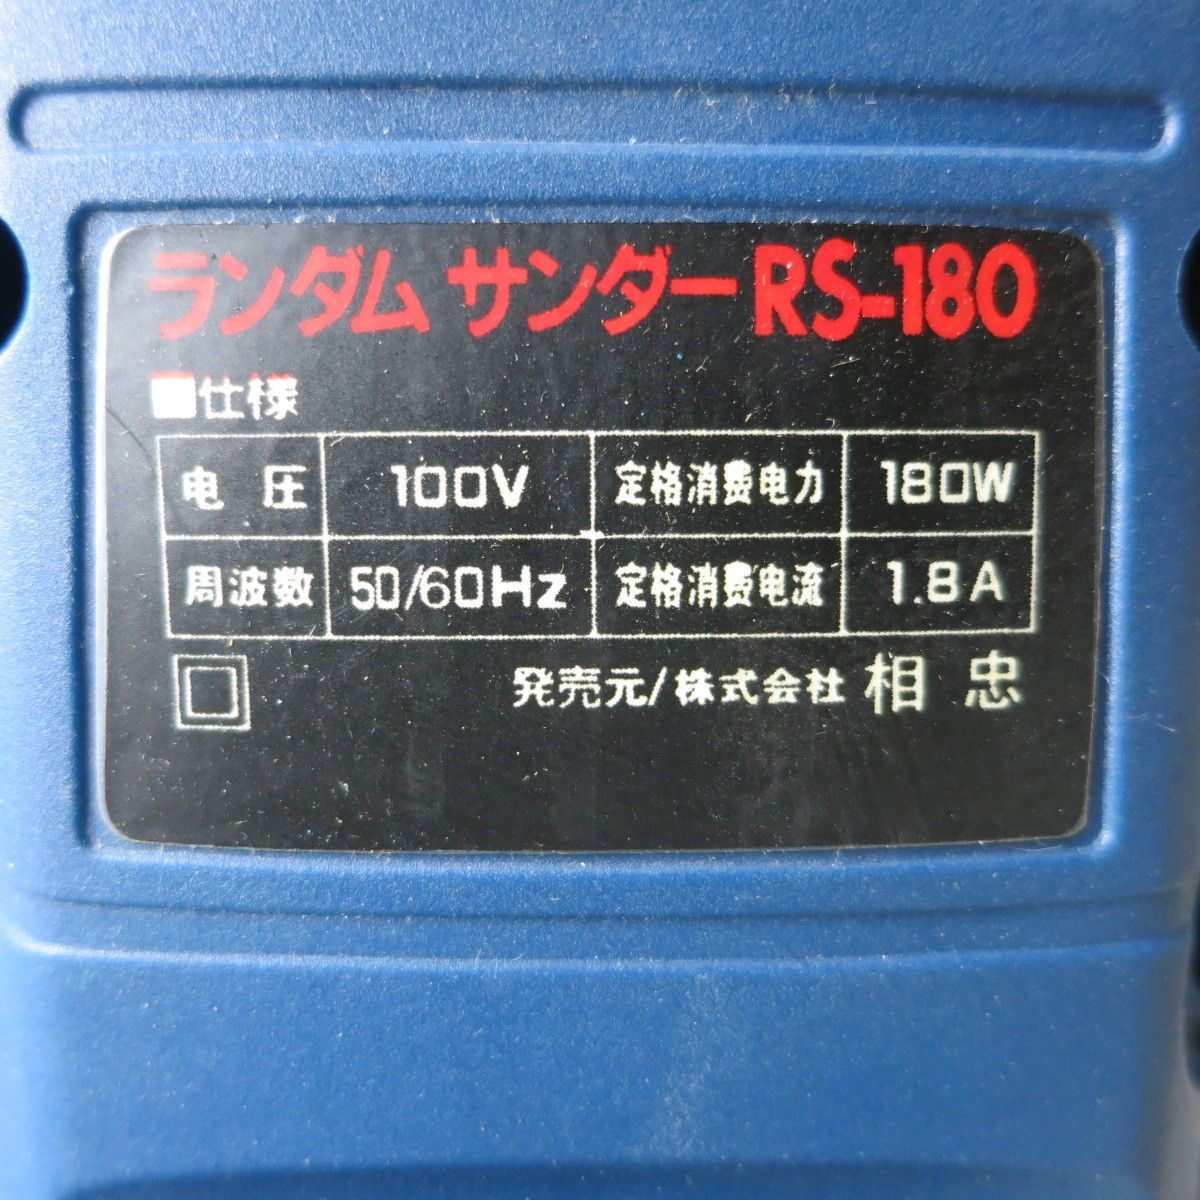 ランダム サンダー RS-180
■仕様
电 圧 100V 定格消費电力 180W
周波数 50/60Hz 定格消費电流 1.8A
発売元/株式会社 相 忠